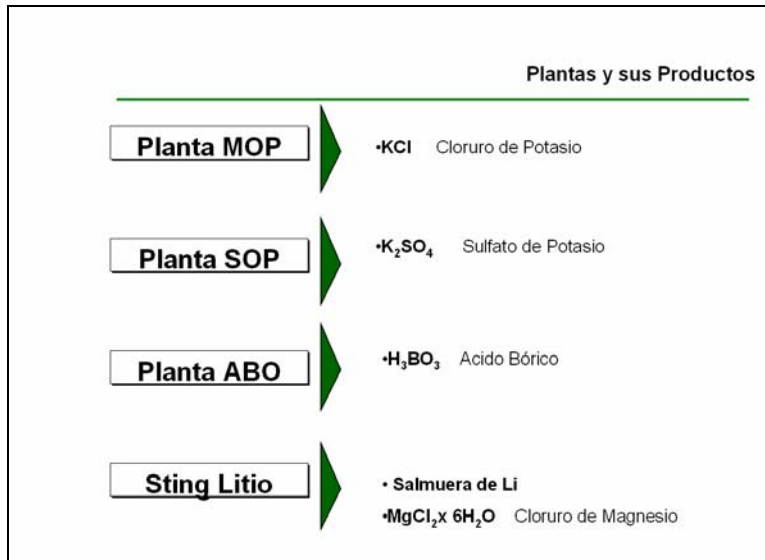 Plantas y sus Productos
Planta MOP
•KCl Cloruro de Potasio
Planta SOP
•K₂SO₄ Sulfato de Potasio
Planta ABO
•H₃BO₃ Acido Bórico
Sting Litio
• Salmuera de Li
•MgCl₂x 6H₂O Cloruro de Magnesio